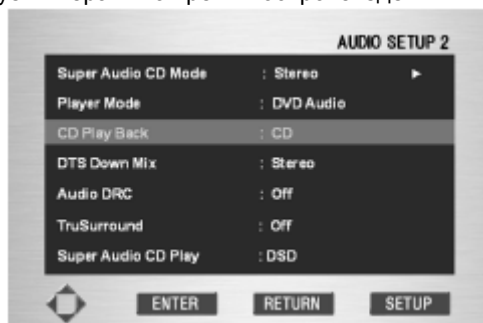 AUDIO SETUP 2
Super Audio CD Mode : Stereo ►
Player Mode : DVD Audio
CD Play Back : CD
DTS Down Mix : Stereo
Audio DRC : Off
TruSurround : Off
Super Audio CD Play : DSD
ENTER RETURN SETUP